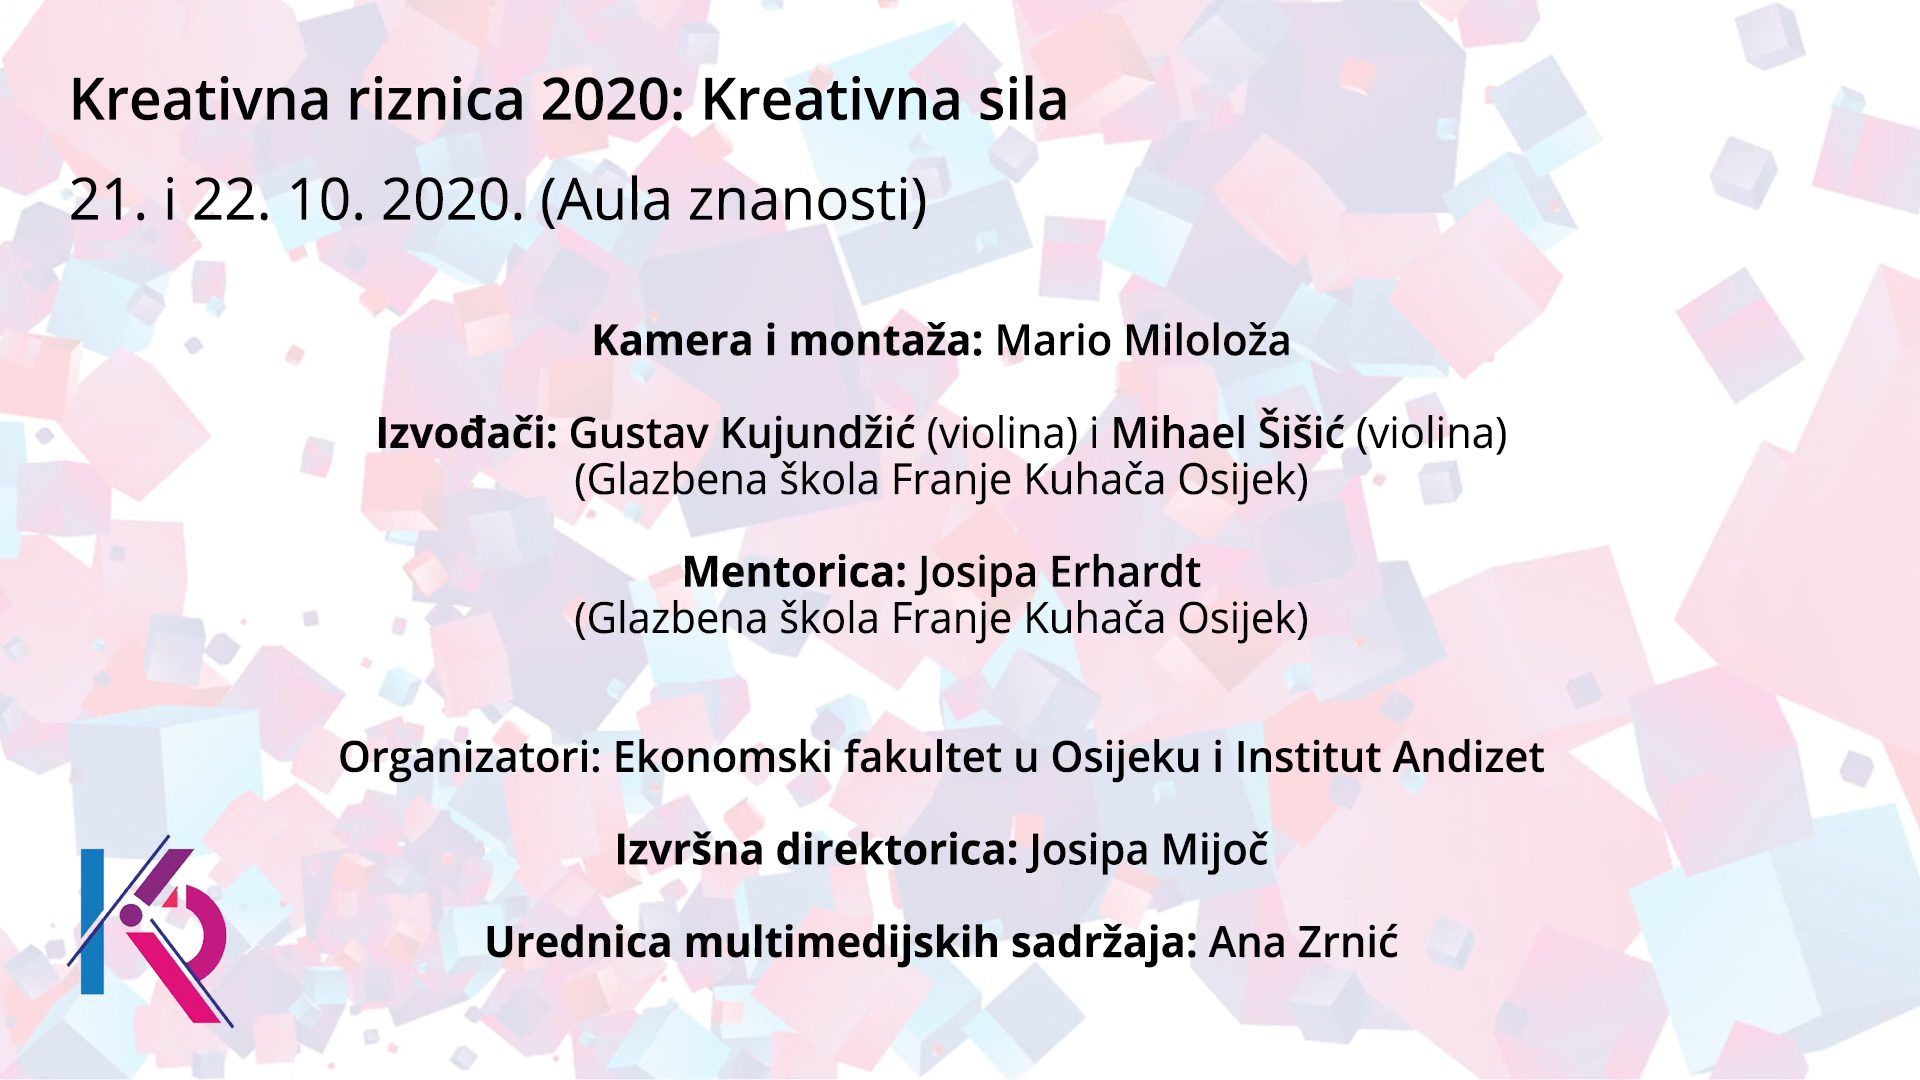 Kreativna riznica 2020: Kreativna sila
21. i 22. 10. 2020. (Aula znanosti)
Kamera i montaža: Mario Miloloža
Izvođači: Gustav Kujundžić (violina) i Mihael Šišić (violina)
(Glazbena škola Franje Kuhača Osijek)
Mentorica: Josipa Erhardt
(Glazbena škola Franje Kuhača Osijek)
Organizatori: Ekonomski fakultet u Osijeku i Institut Andizet
Izvršna direktorica: Josipa Mijoč
Urednica multimedijskih sadržaja: Ana Zrnić